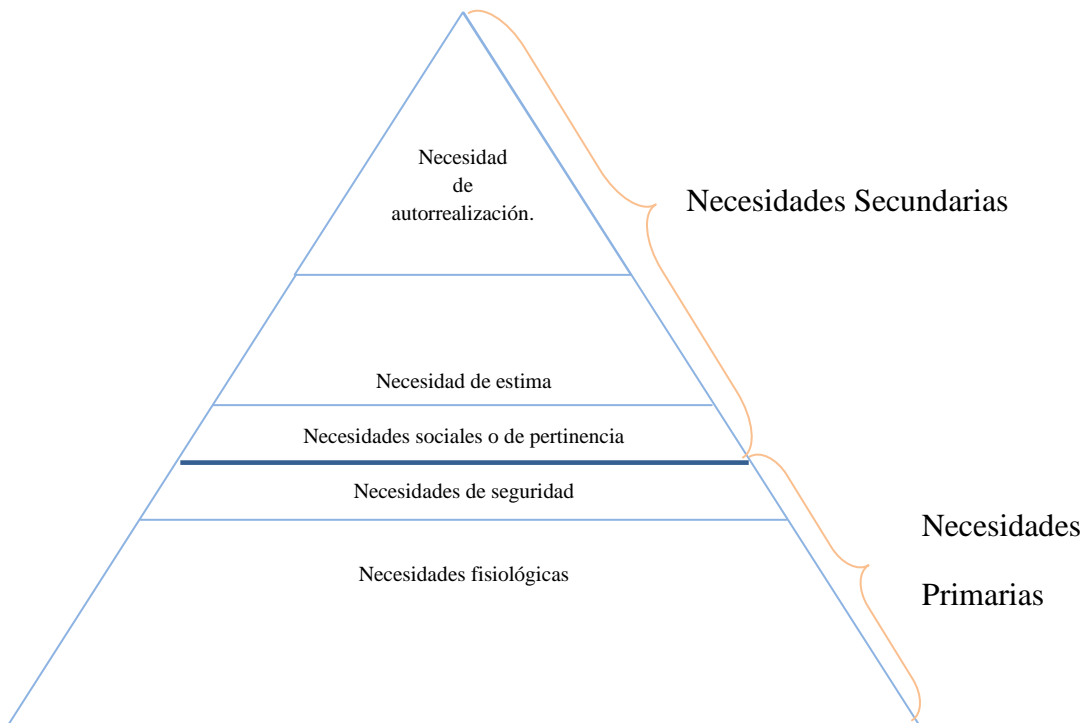 Necesidad
de
autorrealización.
Necesidades Secundarias
Necesidad de estima
Necesidades sociales o de pertinencia
Necesidades de seguridad
Necesidades
Primarias
Necesidades fisiológicas